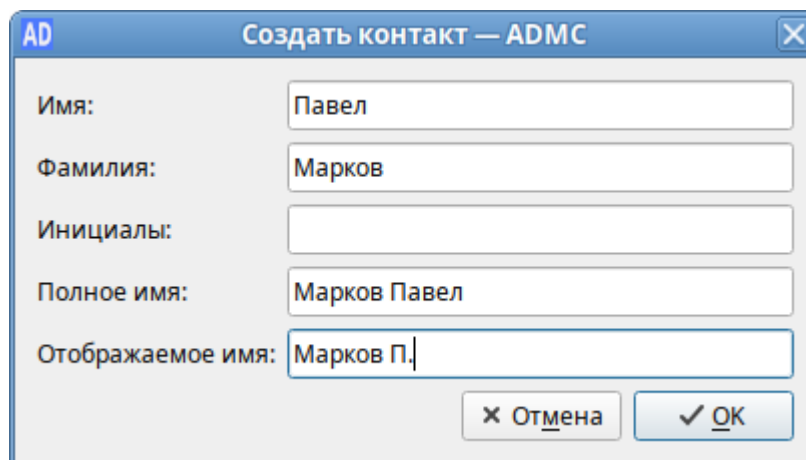 AD Создать контакт — ADMC
Имя: Павел
Фамилия: Марков
Инициалы:
Полное имя: Марков Павел
Отображаемое имя: Марков П.
Отмена OK